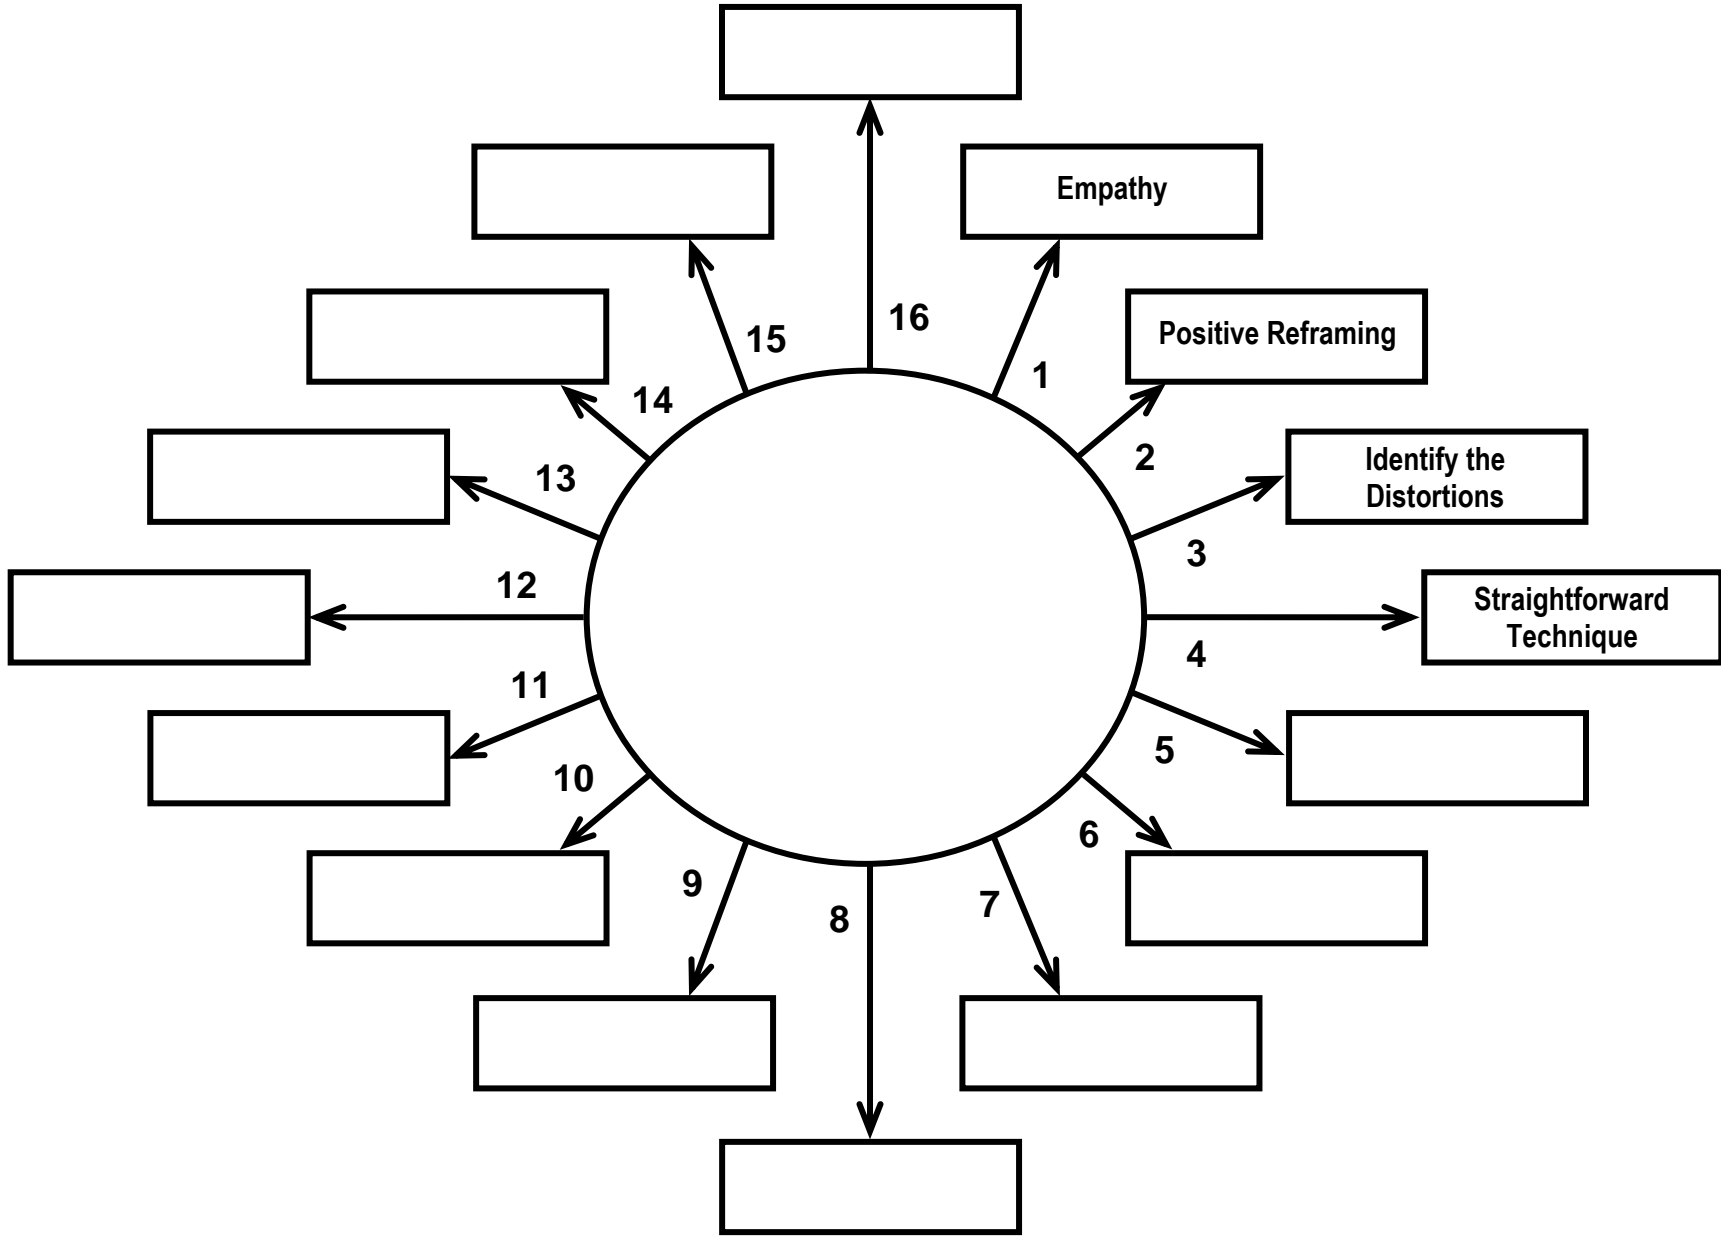 Empathy
Positive Reframing
Identify the
Distortions
Straightforward
Technique
16
15
14
13
12
11
10
9
8
7
6
5
4
3
2
1